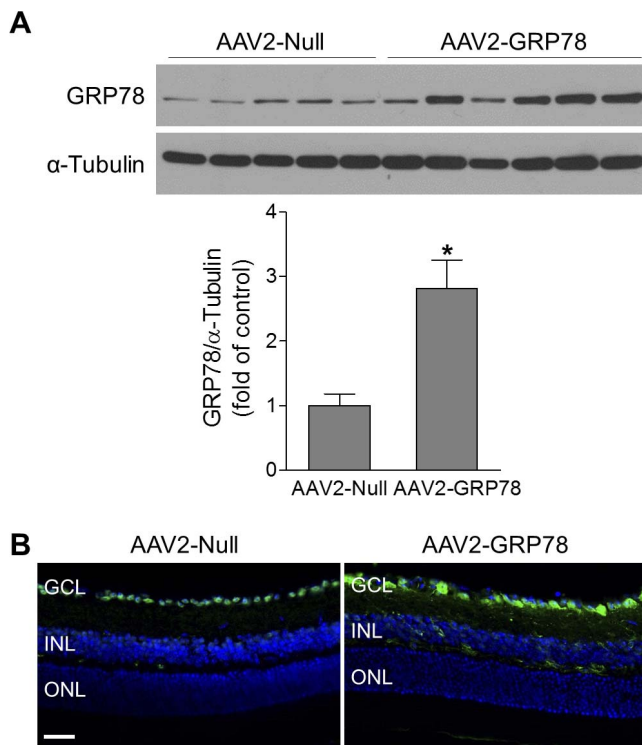 A
AAV2-Null AAV2-GRP78
GRP78
α-Tubulin
GRP78/α-Tubulin
(fold of control)
4
3
2
1
0
*
AAV2-Null AAV2-GRP78
B
AAV2-Null AAV2-GRP78
GCL GCL
INL INL
ONL ONL